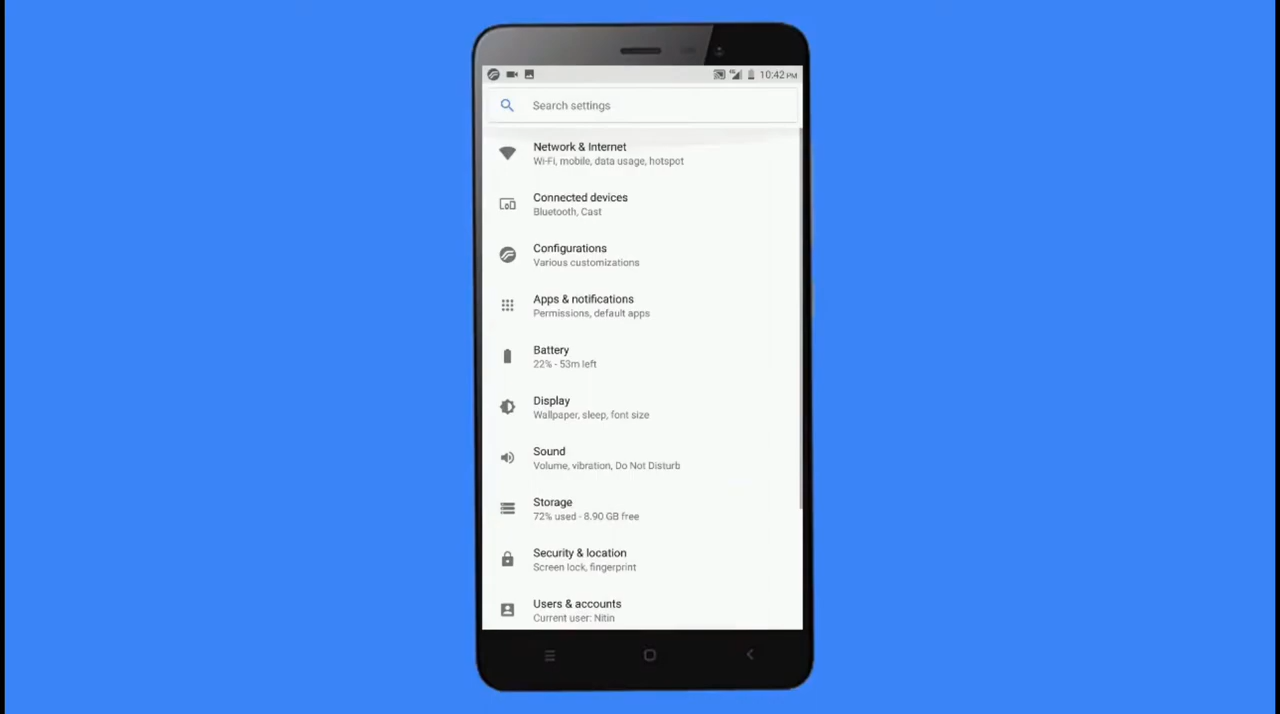 10:42 PM
Search settings
Network & Internet
Wi-Fi, mobile, data usage, hotspot
Connected devices
Bluetooth, Cast
Configurations
Various customizations
Apps & notifications
Permissions, default apps
Battery
22% - 53m left
Display
Wallpaper, sleep, font size
Sound
Volume, vibration, Do Not Disturb
Storage
72% used - 8.90 GB free
Security & location
Screen lock, fingerprint
Users & accounts
Current user: Nitin